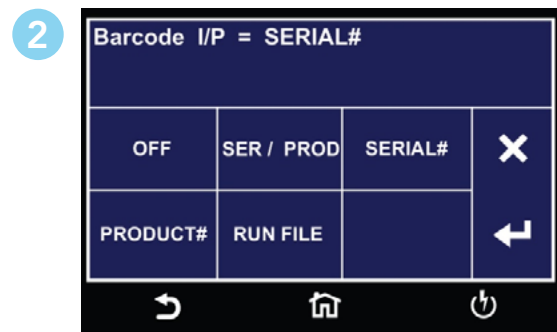 2
Barcode I/P = SERIAL#
OFF
SER / PROD
SERIAL#
PRODUCT#
RUN FILE